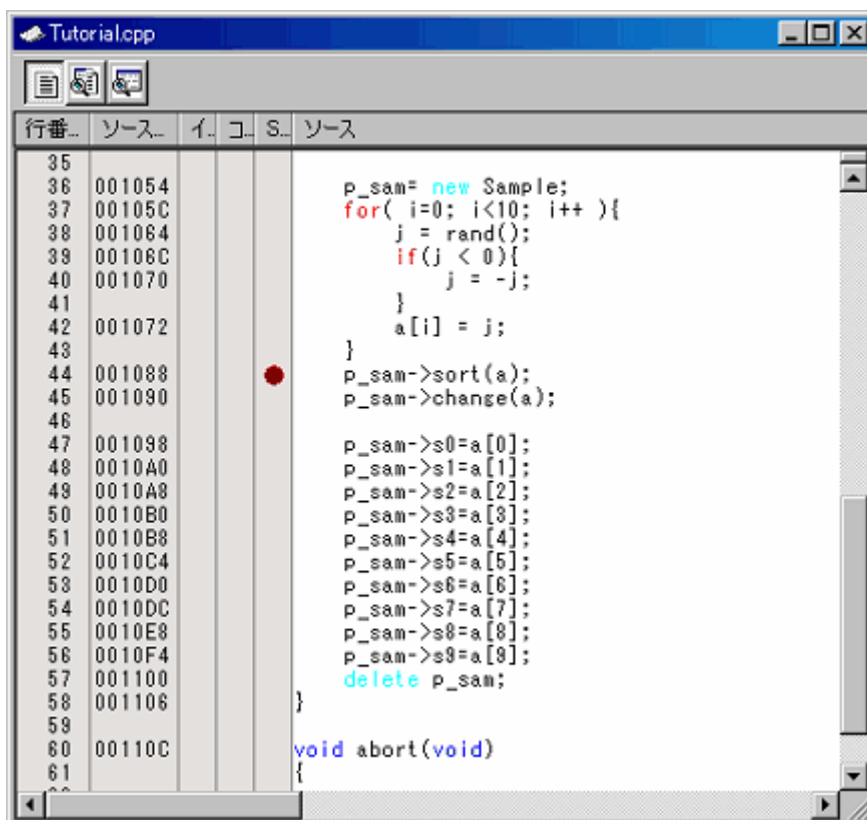 Tutorial.cpp
行番... ソース... イ.. コ.. S.. ソース
35
36 001054 p_sam= new Sample;
37 00105C for( i=0; i<10; i++ ){
38 001064 j = rand();
39 00106C if(j < 0){
40 001070 j = -j;
41 }
42 001072 a[i] = j;
43 }
44 001088 p_sam->sort(a);
45 001090 p_sam->change(a);
46
47 001098 p_sam->s0=a[0];
48 0010A0 p_sam->s1=a[1];
49 0010A8 p_sam->s2=a[2];
50 0010B0 p_sam->s3=a[3];
51 0010B8 p_sam->s4=a[4];
52 0010C4 p_sam->s5=a[5];
53 0010D0 p_sam->s6=a[6];
54 0010DC p_sam->s7=a[7];
55 0010E8 p_sam->s8=a[8];
56 0010F4 p_sam->s9=a[9];
57 001100 delete p_sam;
58 001106 }
59
60 00110C void abort(void)
61 {